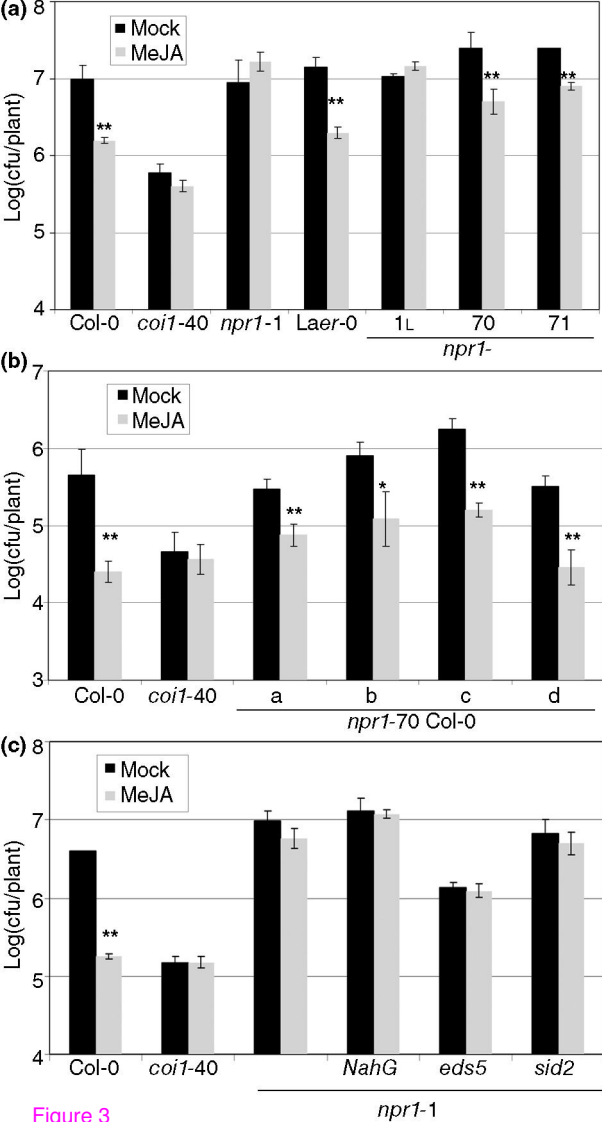 (a)
8
7
6
5
4
Log(cfu/plant)
Mock
MeJA
**
**
**
**
Col-0 coi1-40 npr1-1 Laer-0 1L 70 71
npr1-
(b)
7
6
5
4
3
Log(cfu/plant)
Mock
MeJA
**
**
*
**
**
Col-0 coi1-40 a b c d
npr1-70 Col-0
(c)
8
7
6
5
4
Log(cfu/plant)
Mock
MeJA
**
Col-0 coi1-40 NahG eds5 sid2
npr1-1
Figure 3